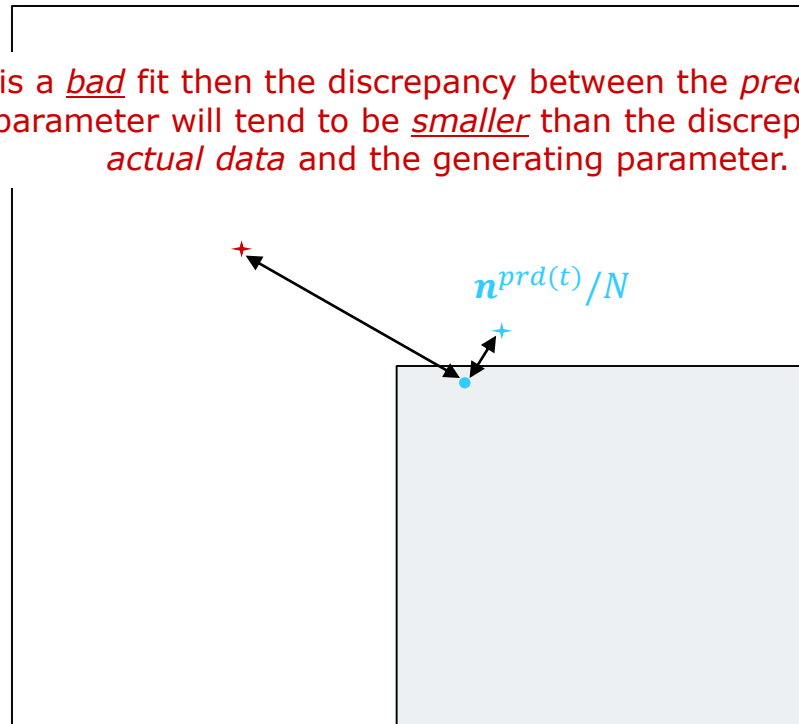 is a bad fit then the discrepancy between the
parameter will tend to be smaller than the
actual data and the generating parameter.
n^{prd(t)}/N